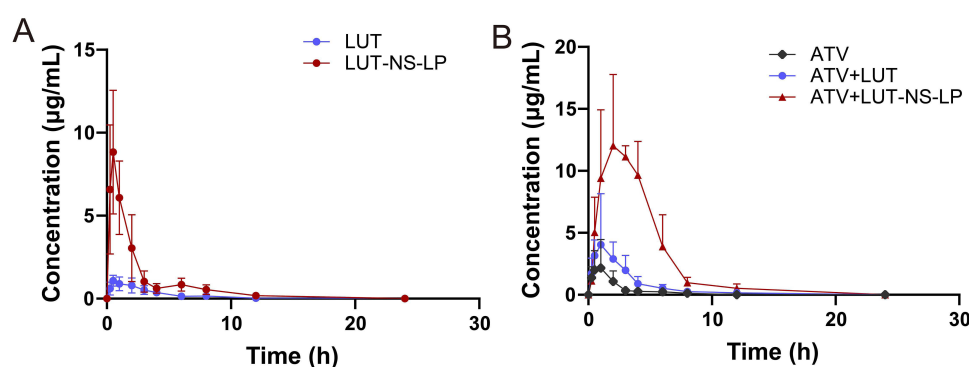 A
Concentration (μg/mL)
15
10
5
0
0
10
20
30
Time (h)
LUT
LUT-NS-LP
B
Concentration (μg/mL)
20
15
10
5
0
0
10
20
30
Time (h)
ATV
ATV+LUT
ATV+LUT-NS-LP